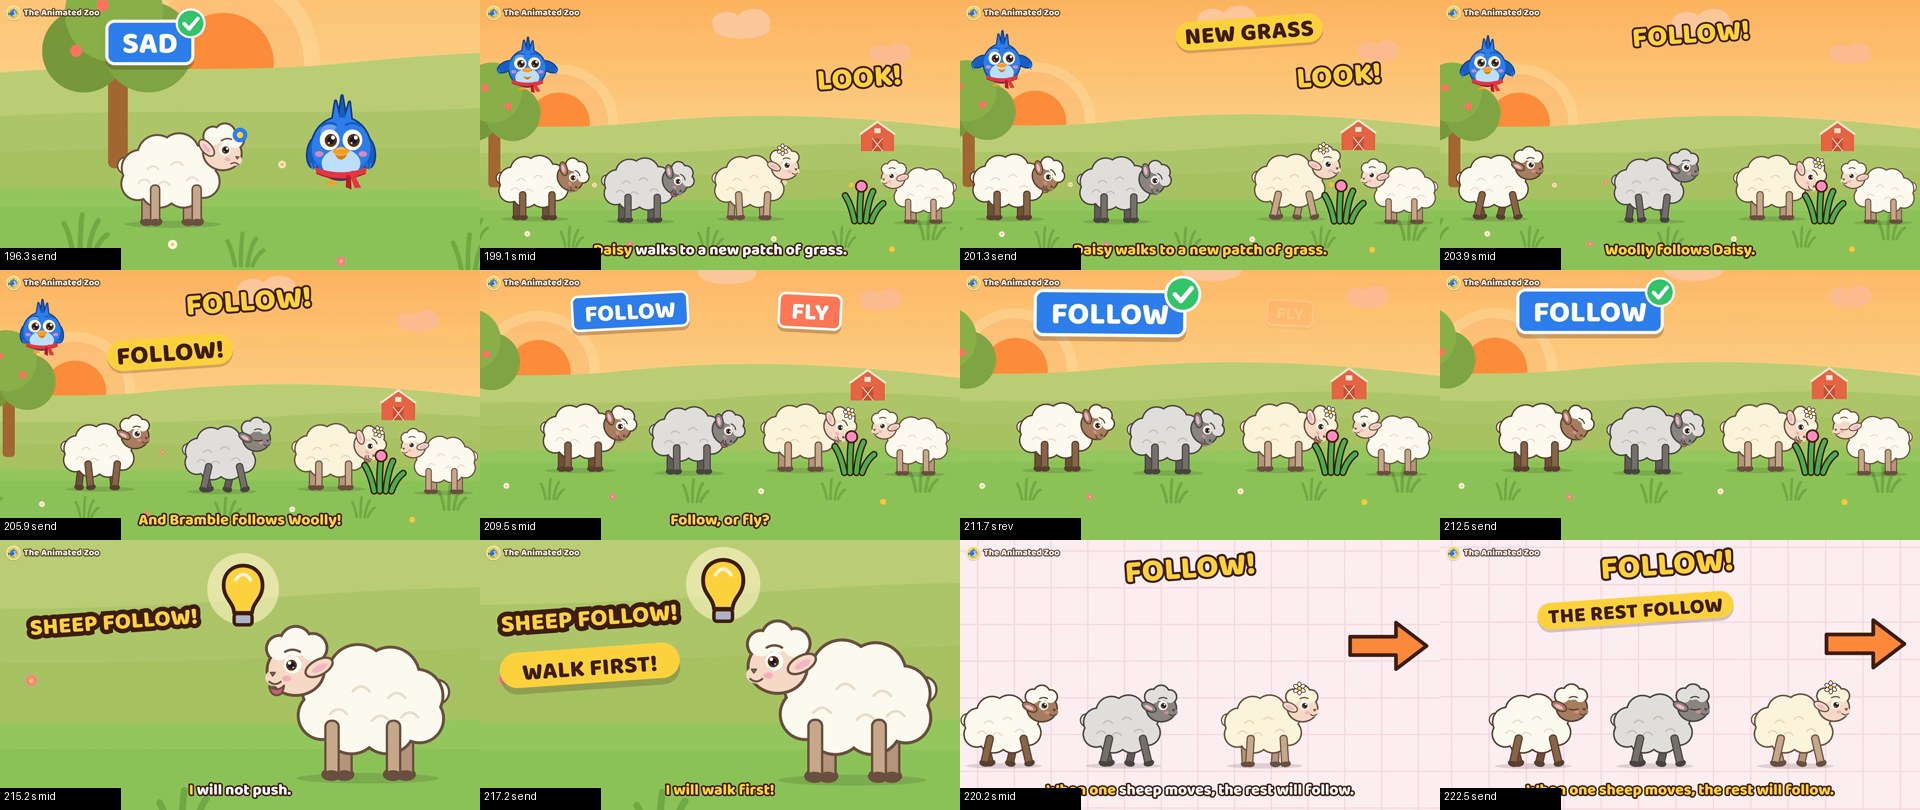 The Animated Zoo
SAD
196.3 s end
The Animated Zoo
LOOK!
Daisy walks to a new patch of grass.
199.1 s mid
The Animated Zoo
NEW GRASS
LOOK!
Daisy walks to a new patch of grass.
201.3 s end
The Animated Zoo
FOLLOW!
Woolly follows Daisy.
203.9 s mid
The Animated Zoo
FOLLOW!
FOLLOW!
And Bramble follows Woolly!
205.9 s end
The Animated Zoo
FOLLOW
FLY
Follow, or fly?
209.5 s mid
The Animated Zoo
FOLLOW
FLY
211.7 s rev
The Animated Zoo
FOLLOW
212.5 s end
The Animated Zoo
SHEEP FOLLOW!
I will not push.
215.2 s mid
The Animated Zoo
SHEEP FOLLOW!
WALK FIRST!
I will walk first!
217.2 s end
The Animated Zoo
FOLLOW!
When one sheep moves, the rest will follow.
220.2 s mid
The Animated Zoo
FOLLOW!
THE REST FOLLOW
When one sheep moves, the rest will follow.
222.5 s end